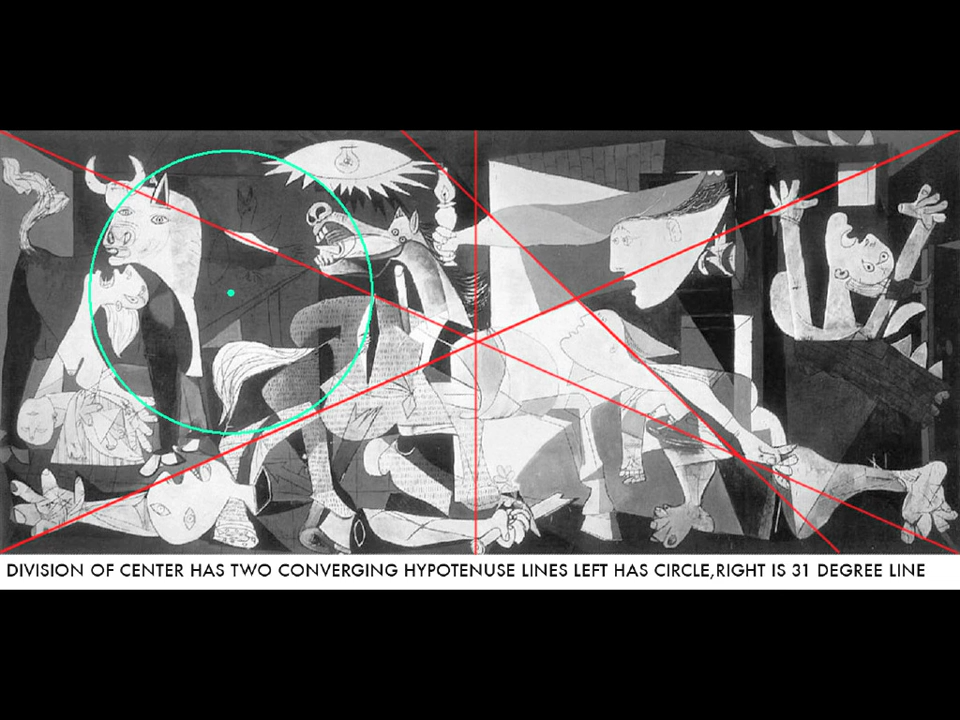 DIVISION OF CENTER HAS TWO CONVERGING HYPOTENUSE LINES LEFT HAS CIRCLE,RIGHT IS 31 DEGREE LINE